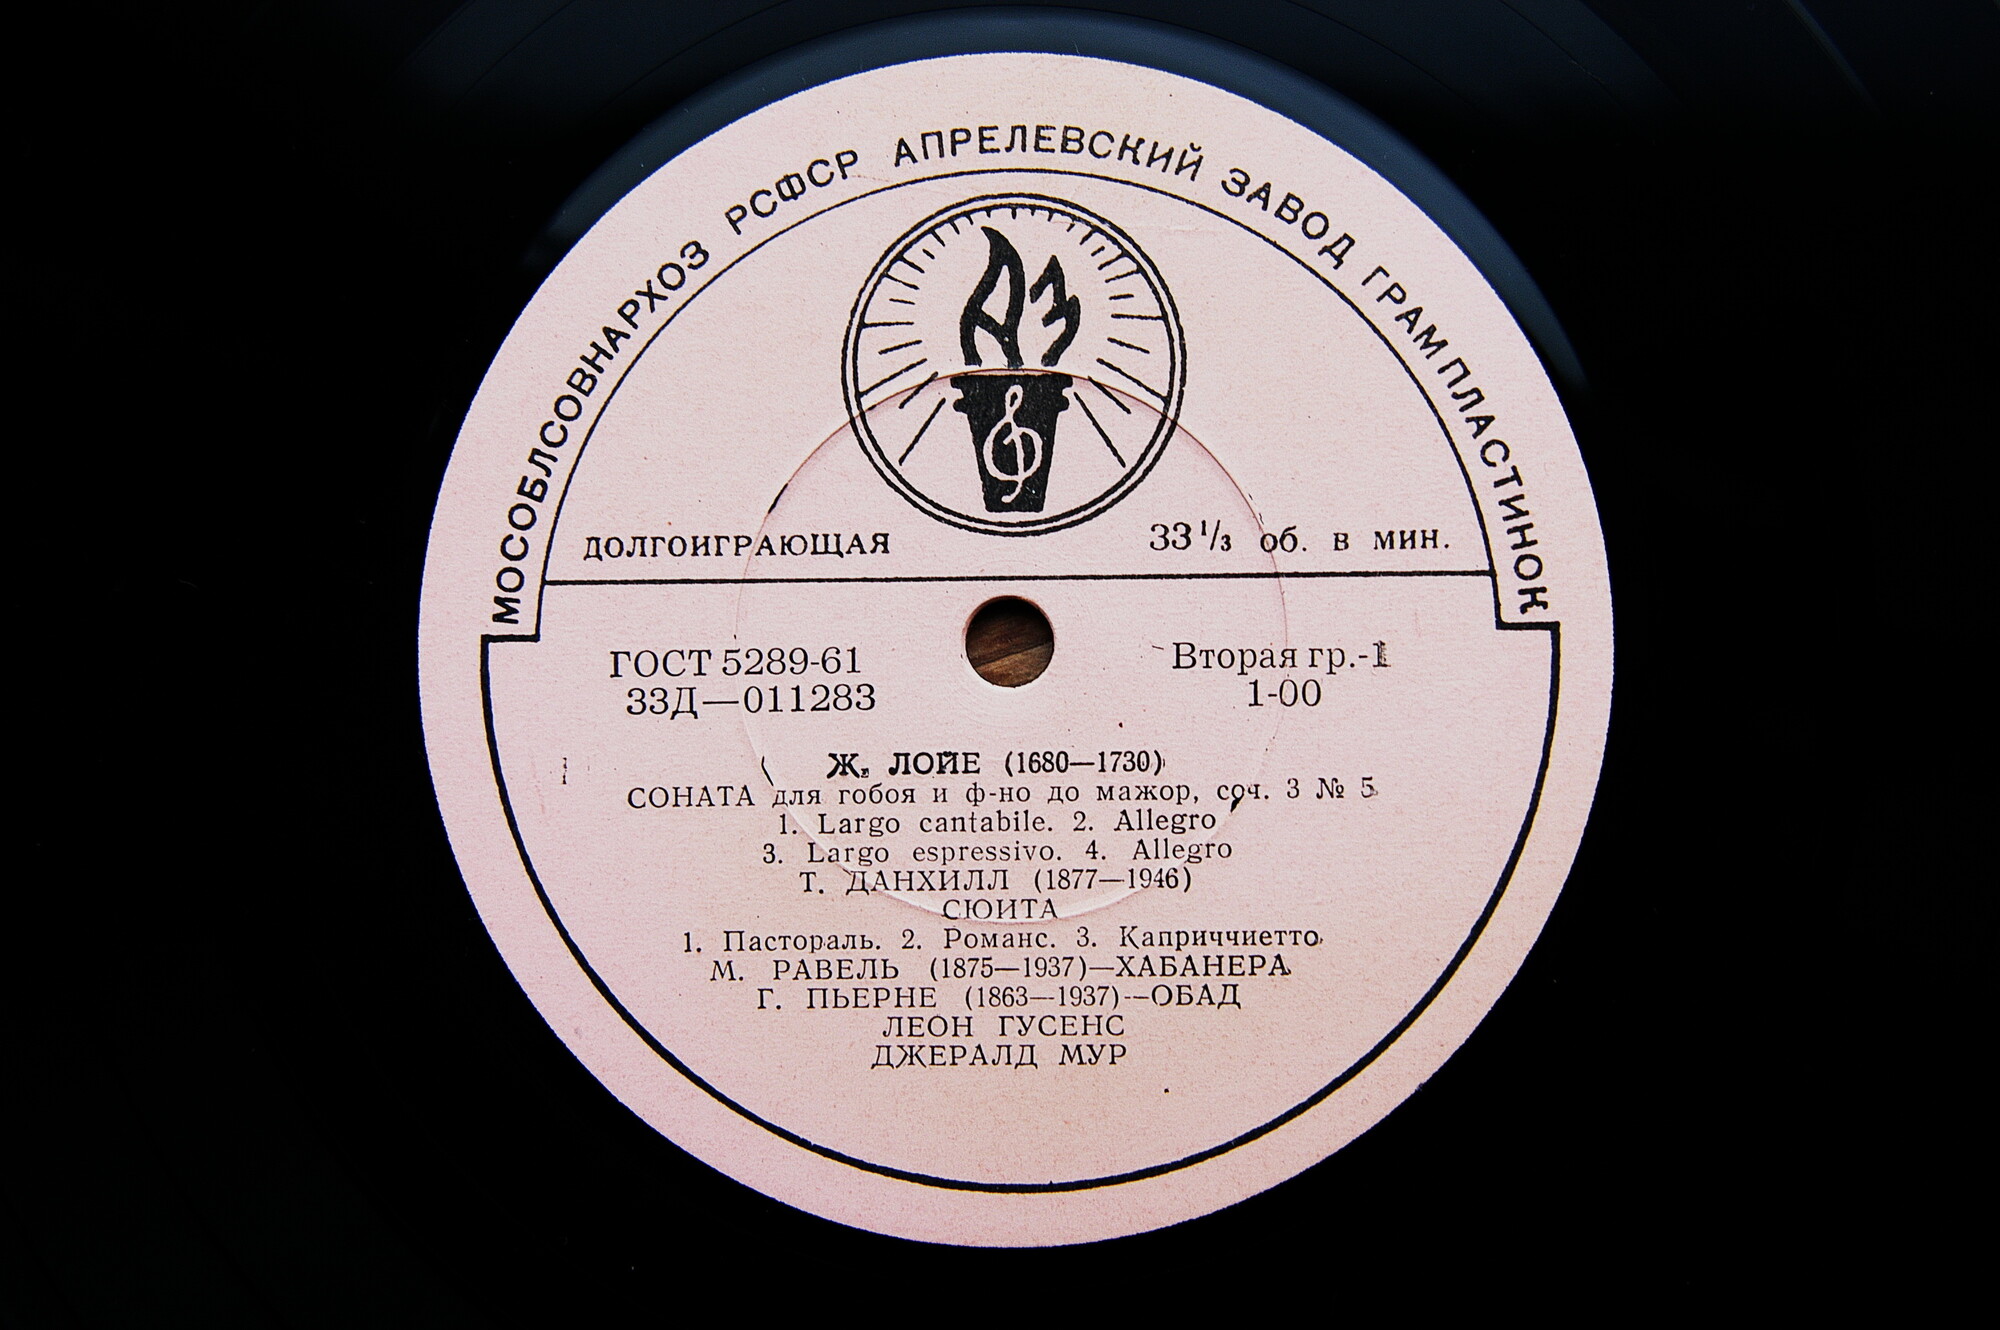 МОСОБЛСОВНАРХОЗ РСФСР АПРЕЛЕВСКИЙ ЗАВОД ГРАМПЛАСТИНОК
АЗ
ДОЛГОИГРАЮЩАЯ
33 1/3 об. в мин.
ГОСТ 5289-61
33Д—011283
Вторая гр.-1
1-00
Ж. ЛОЙЕ (1680—1730)
СОНАТА для гобоя и ф-но до мажор, соч. 3 № 5
1. Largo cantabile. 2. Allegro
3. Largo espressivo. 4. Allegro
Т. ДАНХИЛЛ (1877—1946)
СЮИТА
1. Пастораль. 2. Романс. 3. Каприччиетто
М. РАВЕЛЬ (1875—1937)—ХАБАНЕРА
Г. ПЬЕРНЕ (1863—1937)—ОБАД
ЛЕОН ГУСЕНС
ДЖЕРАЛД МУР